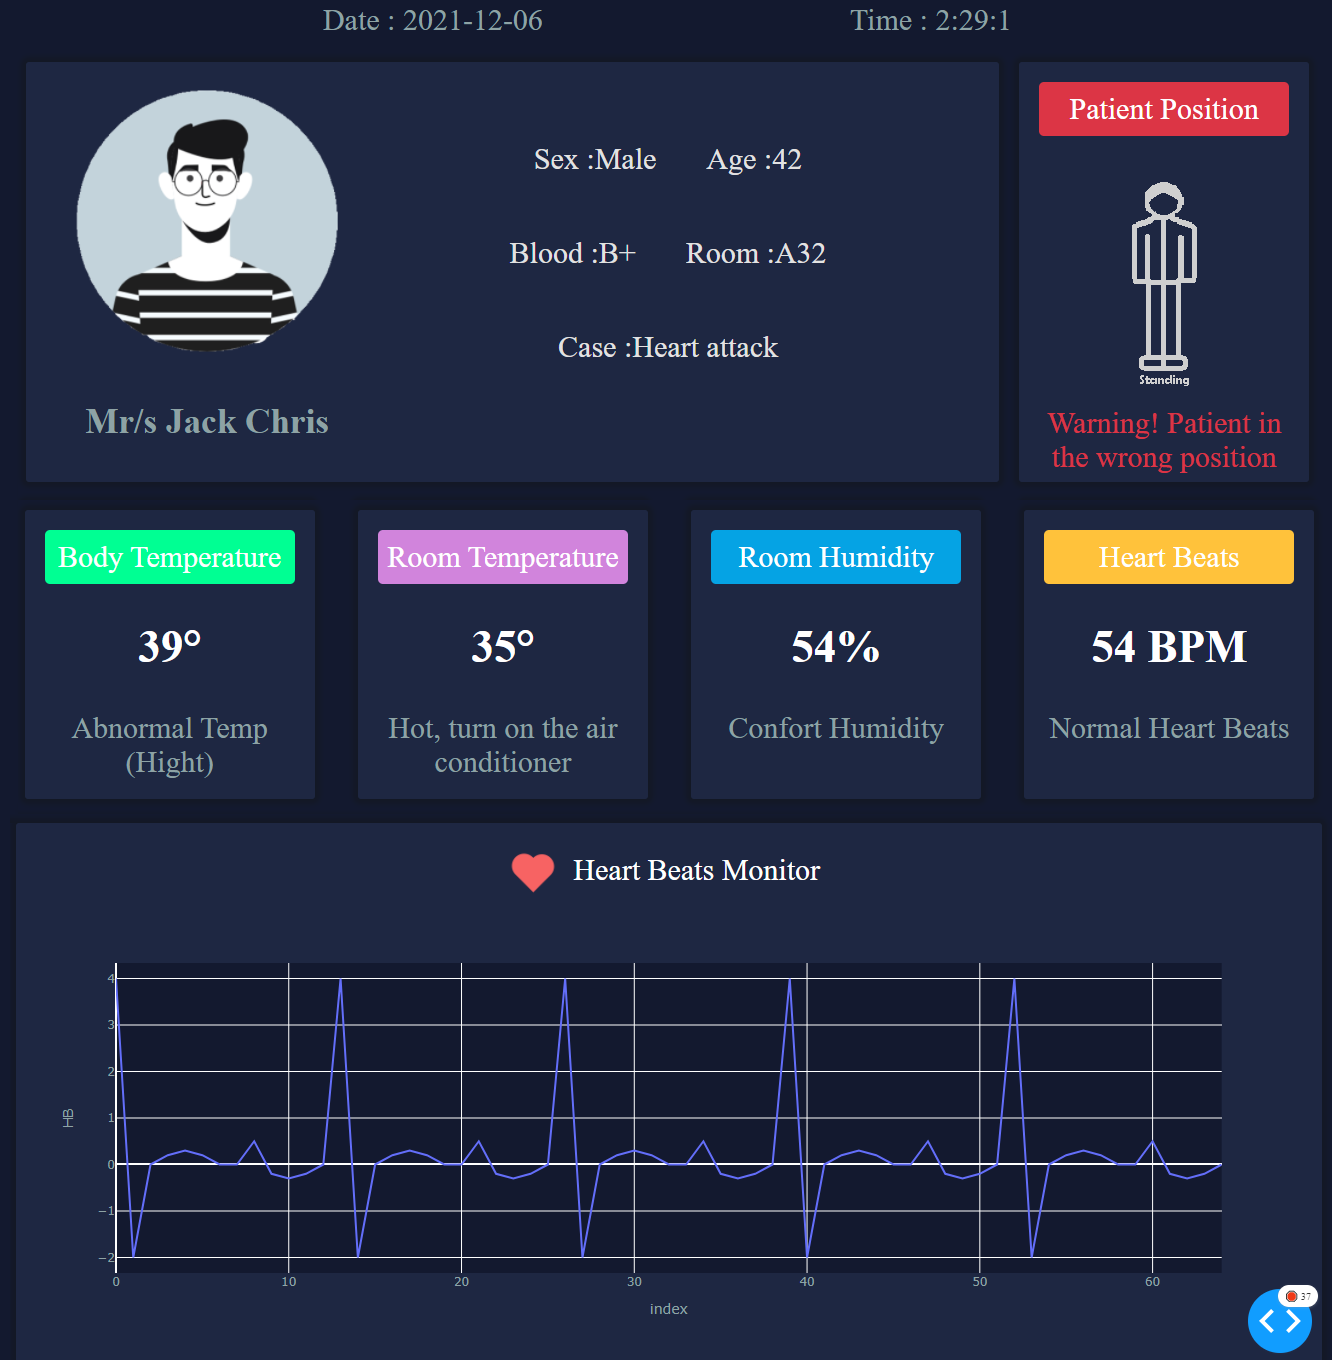 Date : 2021-12-06
Time : 2:29:1
Sex :Male
Age :42
Blood :B+
Room :A32
Case :Heart attack
Mr/s Jack Chris
Patient Position
Standing
Warning! Patient in
the wrong position
Body Temperature
39°
Abnormal Temp
(Hight)
Room Temperature
35°
Hot, turn on the air
conditioner
Room Humidity
54%
Confort Humidity
Heart Beats
54 BPM
Normal Heart Beats
Heart Beats Monitor
4
3
2
1
0
−1
−2
HB
0 10 20 30 40 50 60
index
37